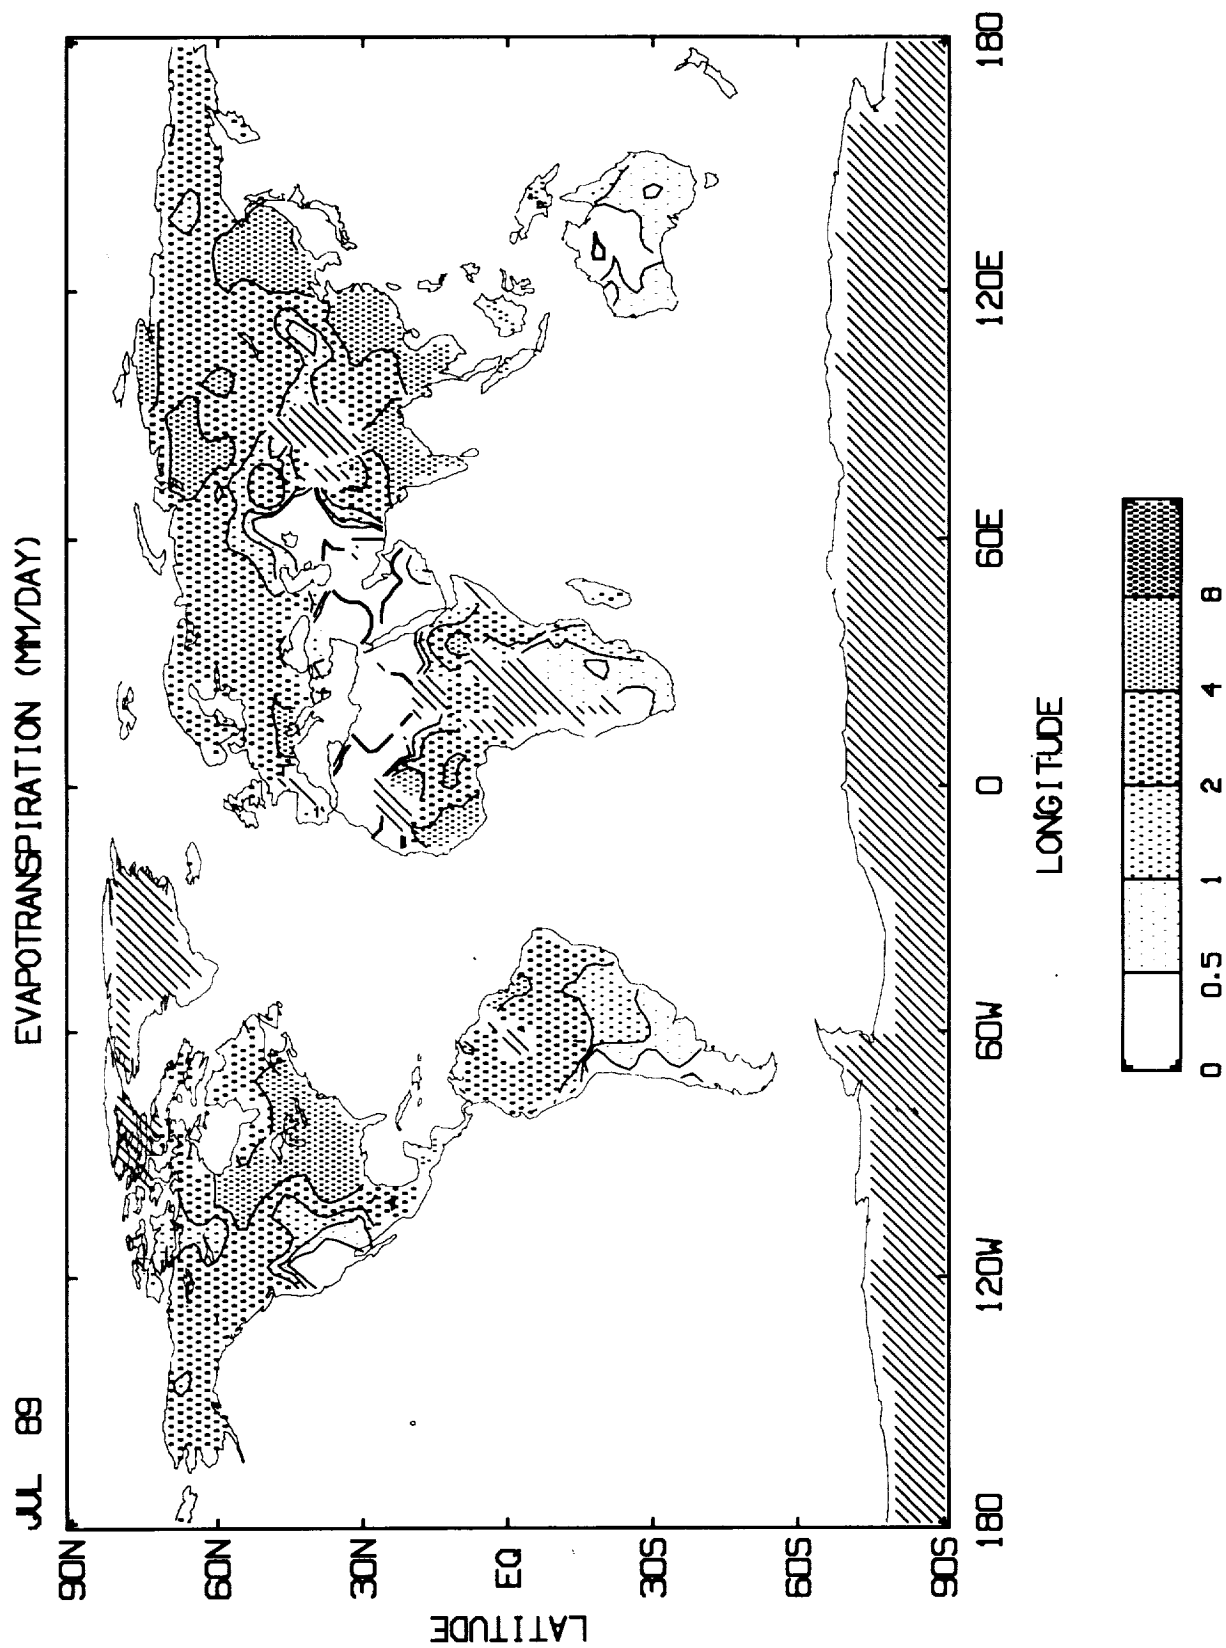 JUL 89
EVAPOTRANSPIRATION (MM/DAY)
LATITUDE
90N
60N
30N
EQ
30S
60S
90S
180
120W
60W
0
60E
120E
180
LONGITUDE
0
0.5
1
2
4
8